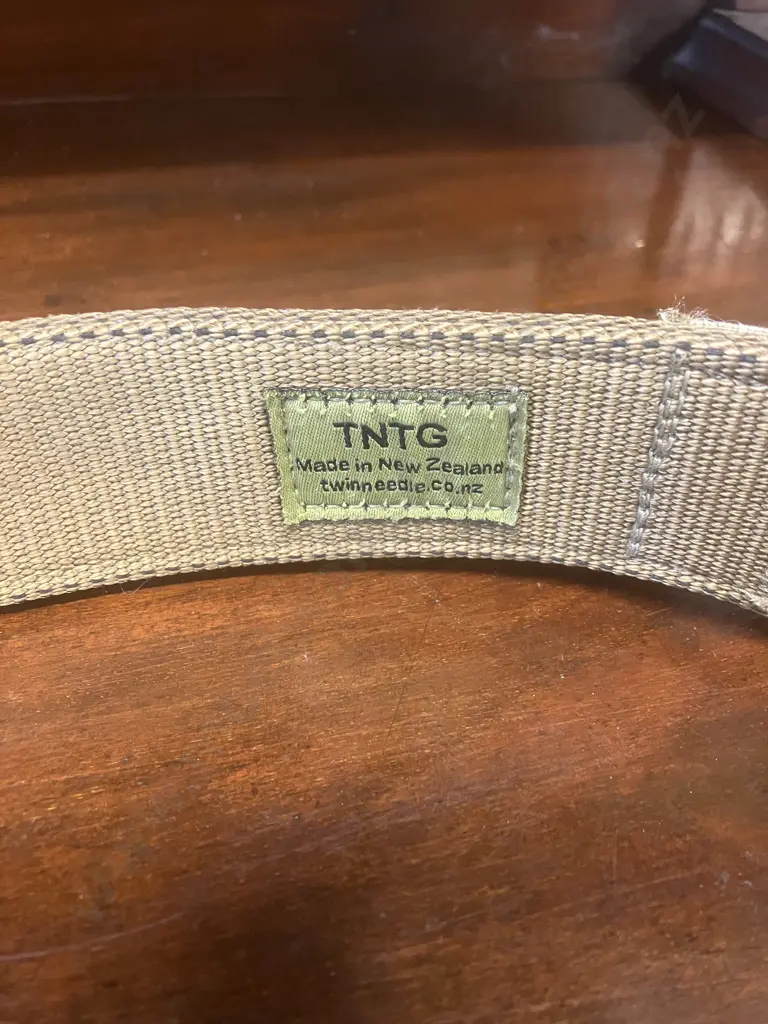 TNTG
Made in New Zealand
twinneedle.co.nz